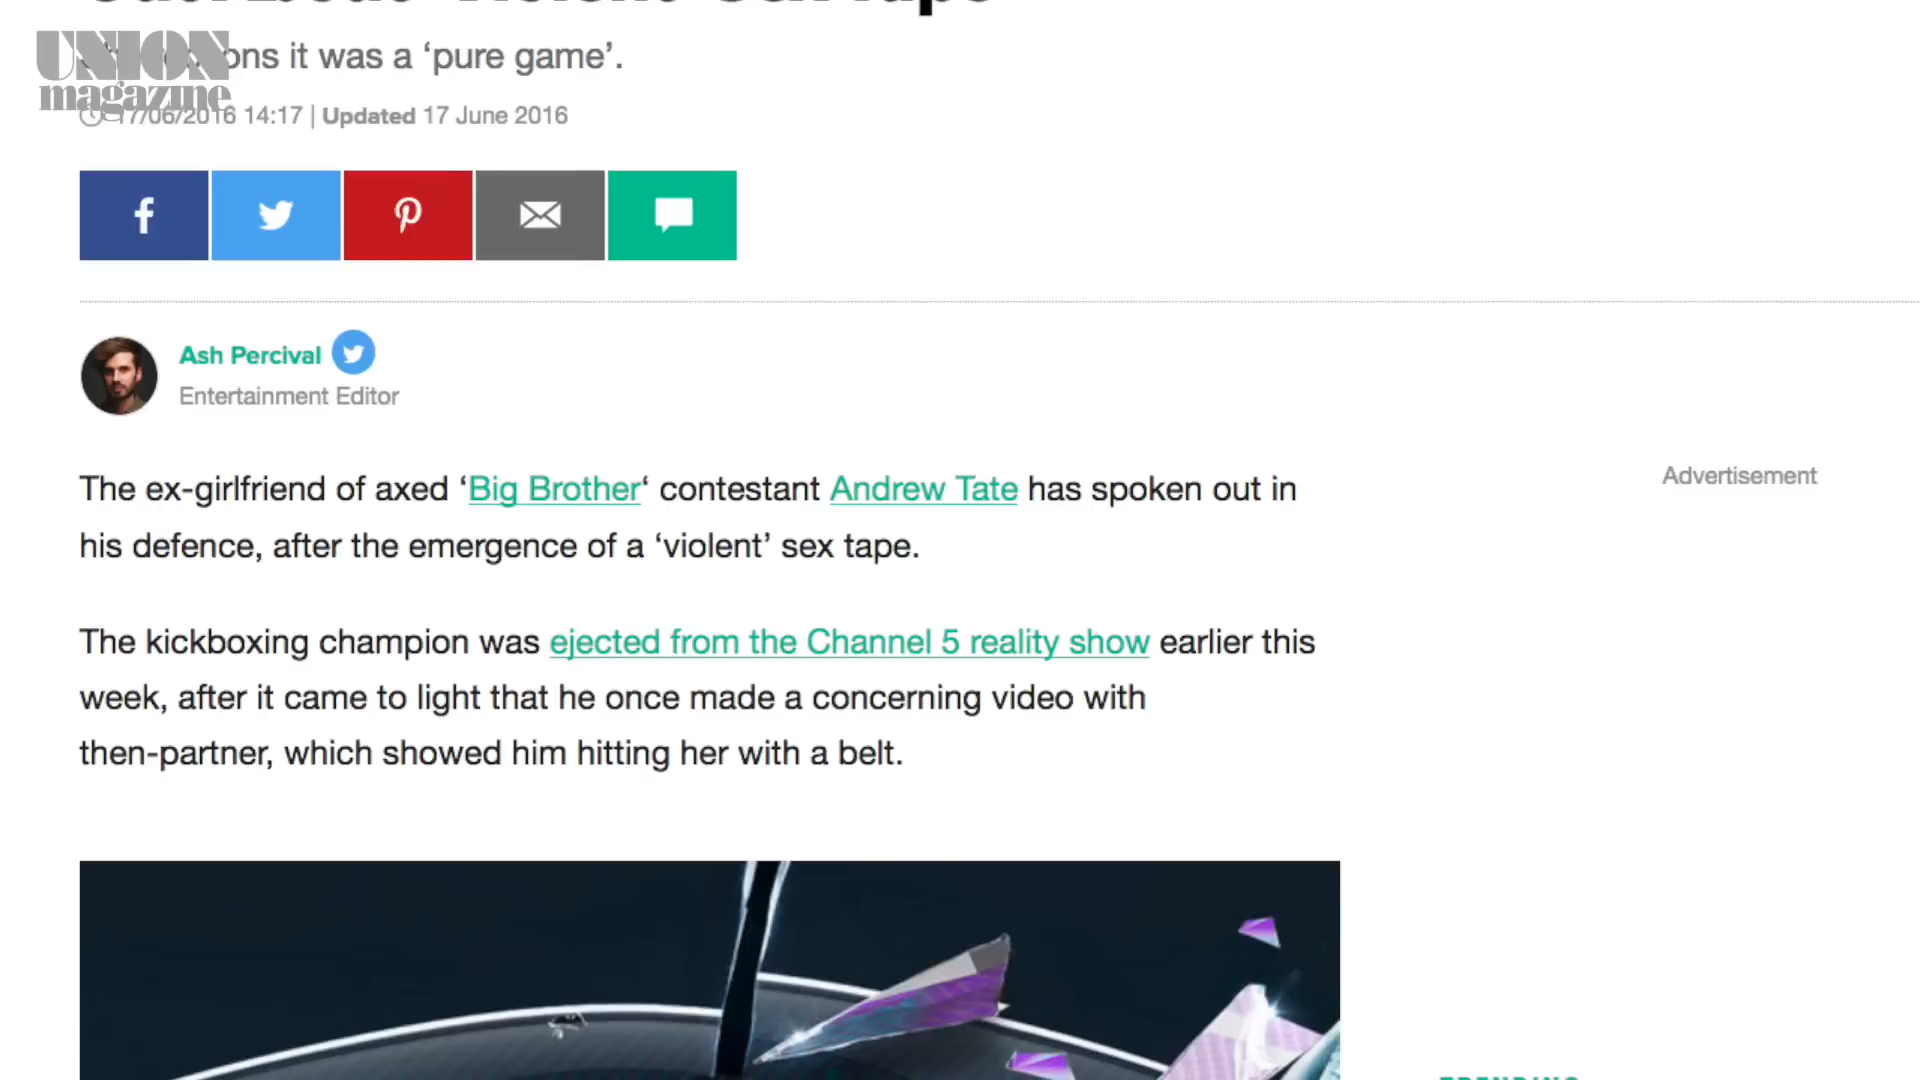 UNION
magazine
ons it was a ‘pure game’.
17/06/2016 14:17 | Updated 17 June 2016
f
Ash Percival
Entertainment Editor
The ex-girlfriend of axed ‘Big Brother‘ contestant Andrew Tate has spoken out in
his defence, after the emergence of a ‘violent’ sex tape.
Advertisement
The kickboxing champion was ejected from the Channel 5 reality show earlier this
week, after it came to light that he once made a concerning video with
then-partner, which showed him hitting her with a belt.